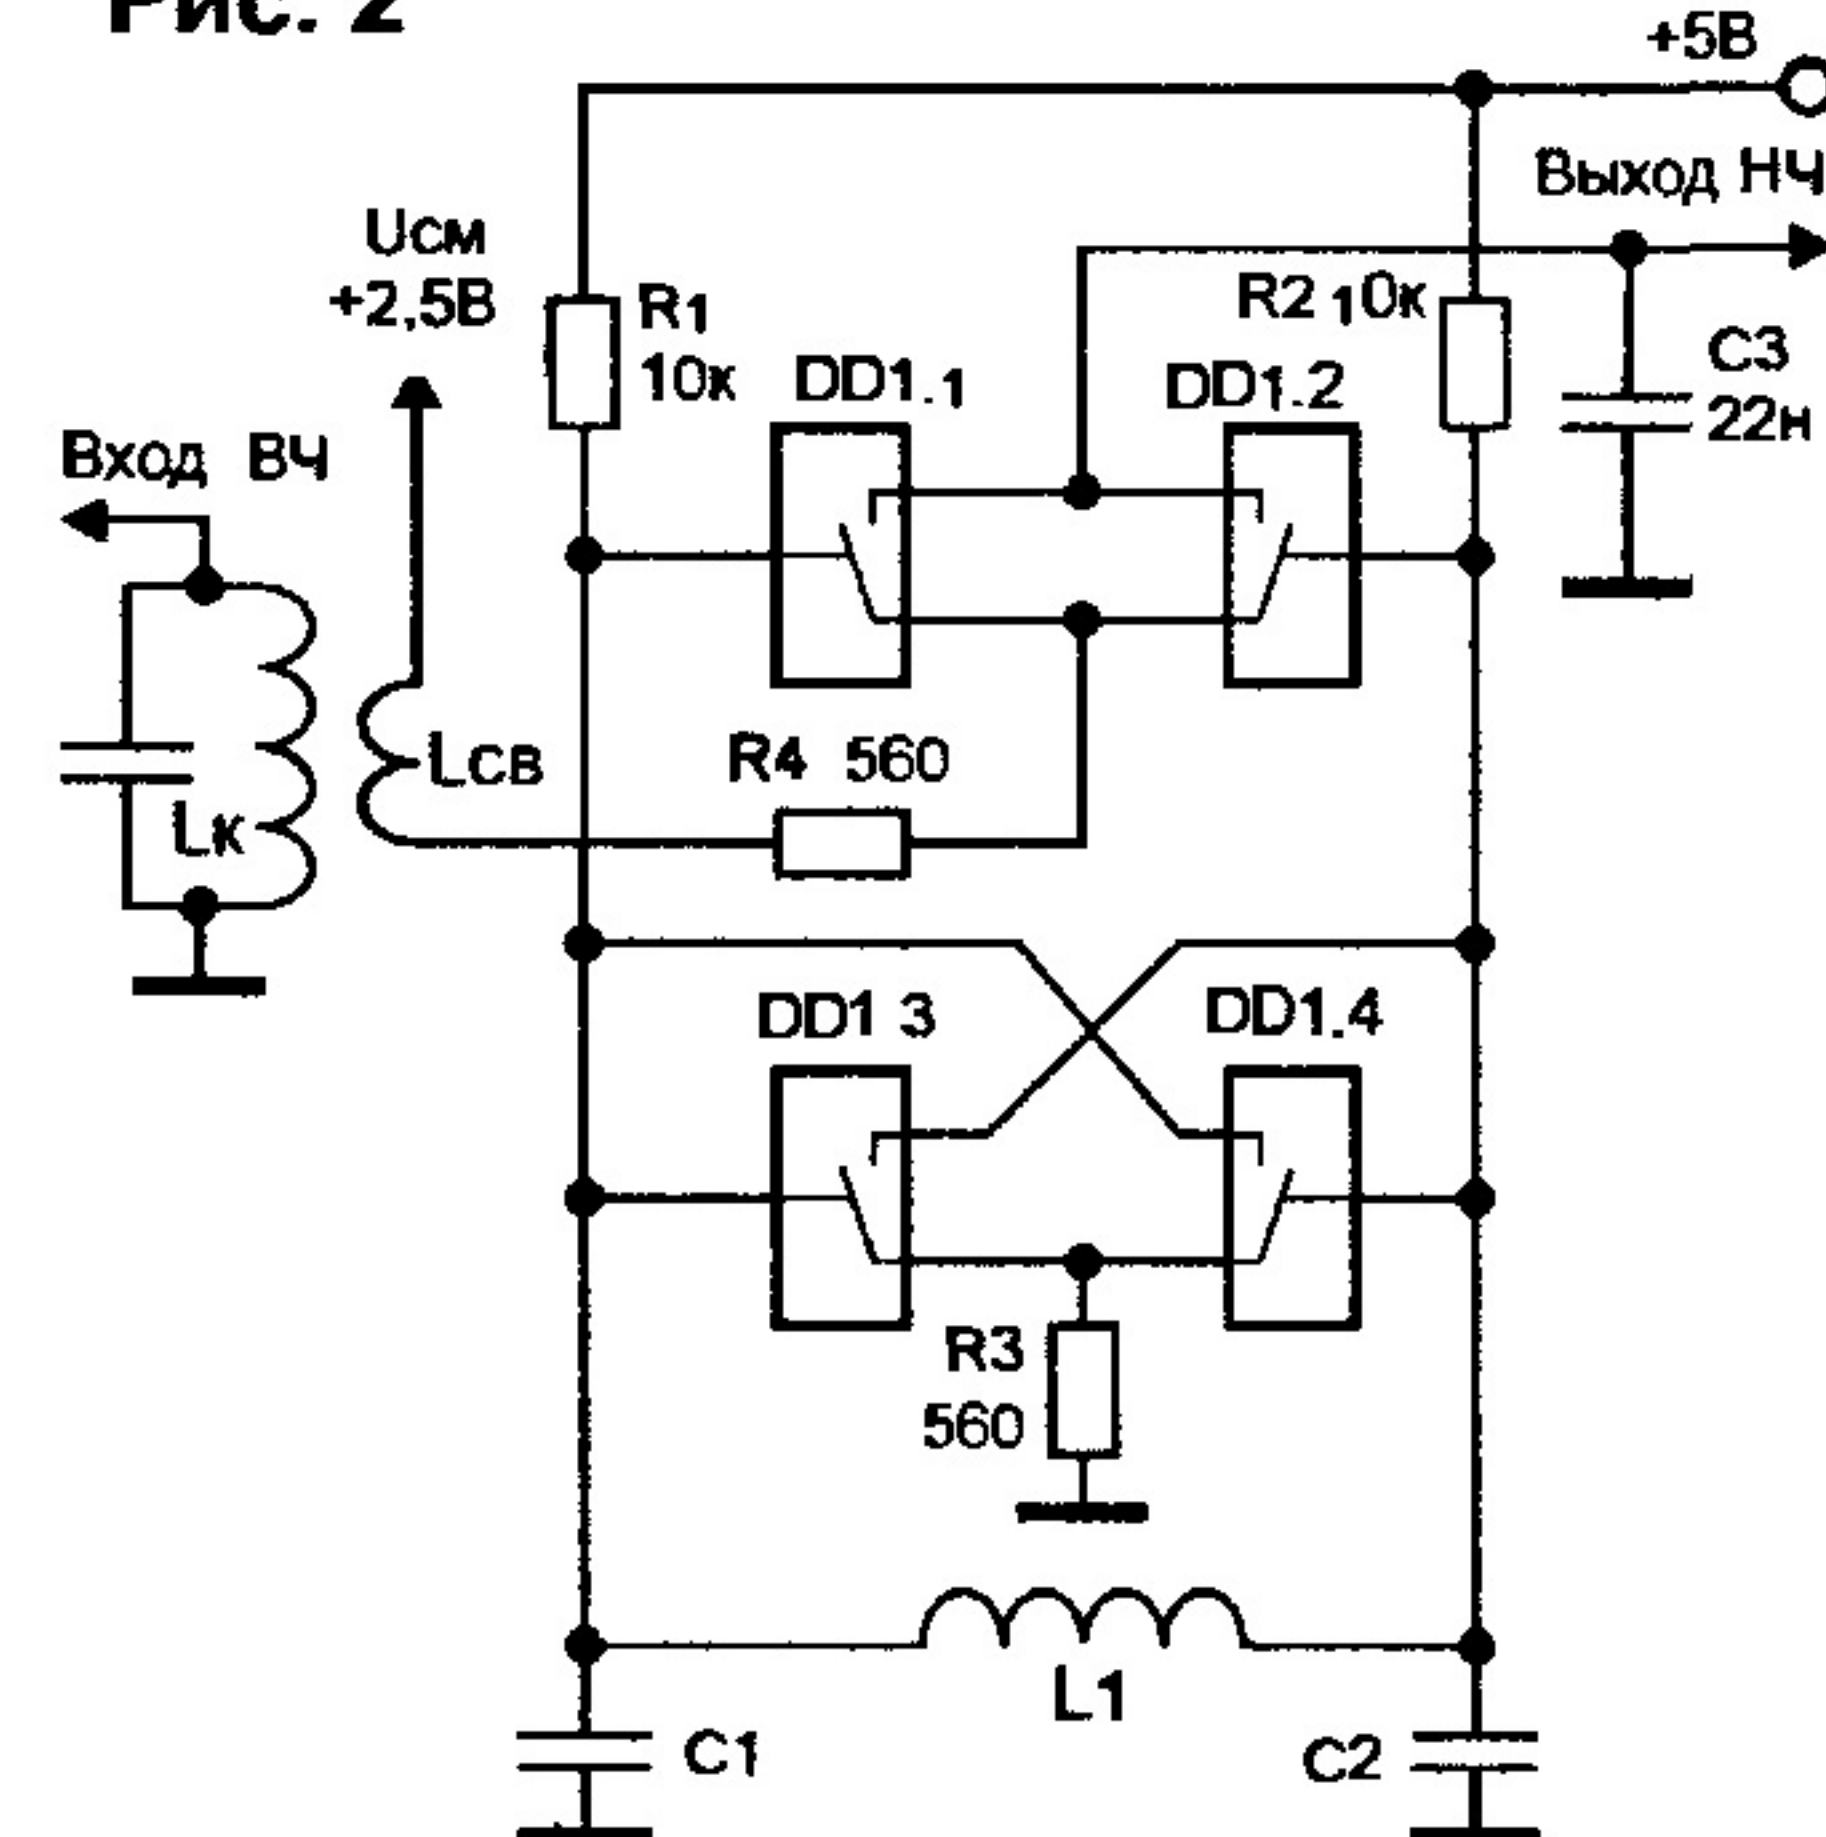 Рис. 2
+5В
Выход НЧ
Uсм
+2,5В
R1
10к
R2 10к
DD1.1
DD1.2
C3
22н
Вход ВЧ
Lсв
R4 560
Lк
DD1 3
DD1.4
R3
560
L1
C1
C2